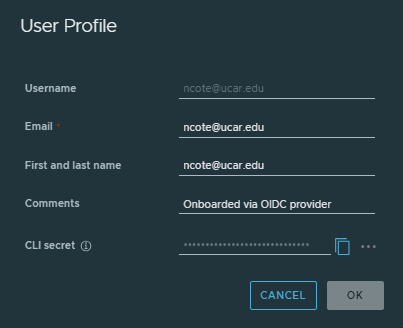 User Profile
Username ncote@ucar.edu
Email * ncote@ucar.edu
First and last name ncote@ucar.edu
Comments Onboarded via OIDC provider
CLI secret ••••••••••••••••••••••••••••
CANCEL OK